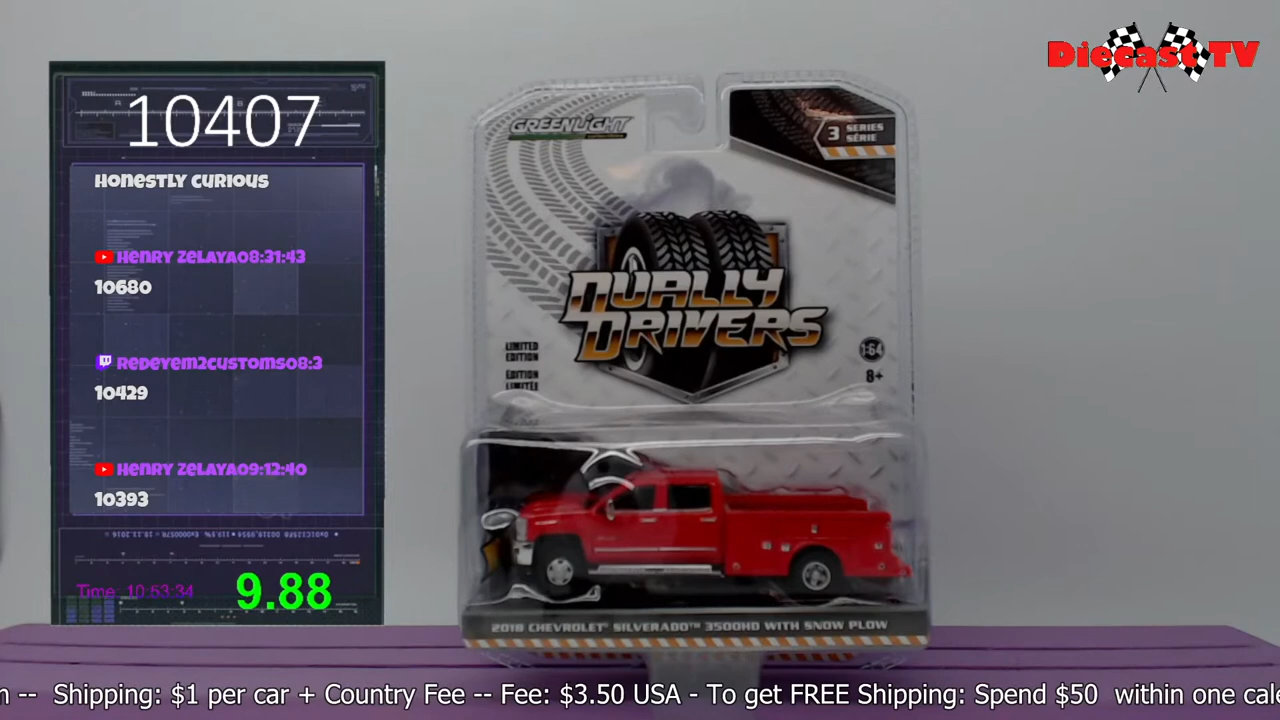 Diecast TV
10407
Honestly curious
Henry Zelaya08:31:43
10680
RedEyeM2Customs08:3
10429
Henry Zelaya09:12:40
10393
Time: 10:53:34
9.88
GREENLIGHT
3 SERIES
SÉRIE
DUALLY
DRIVERS
LIMITED
EDITION
EDITION
LIMITÉE
1:64
8+
2018 CHEVROLET® SILVERADO™ 3500HD WITH SNOW PLOW
-- Shipping: $1 per car + Country Fee -- Fee: $3.50 USA - To get FREE Shipping: Spend $50 within one